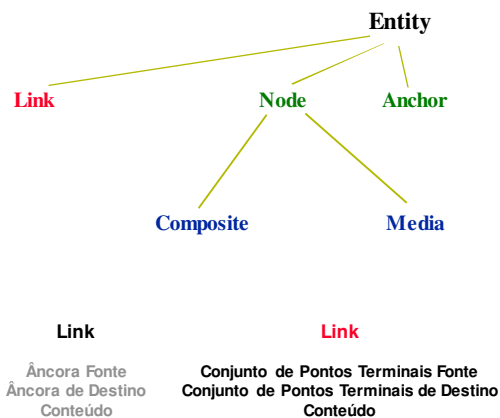 Entity
Link Node Anchor
Composite Media
Link Link
Âncora Fonte Conjunto de Pontos Terminais Fonte
Âncora de Destino Conjunto de Pontos Terminais de Destino
Conteúdo Conteúdo